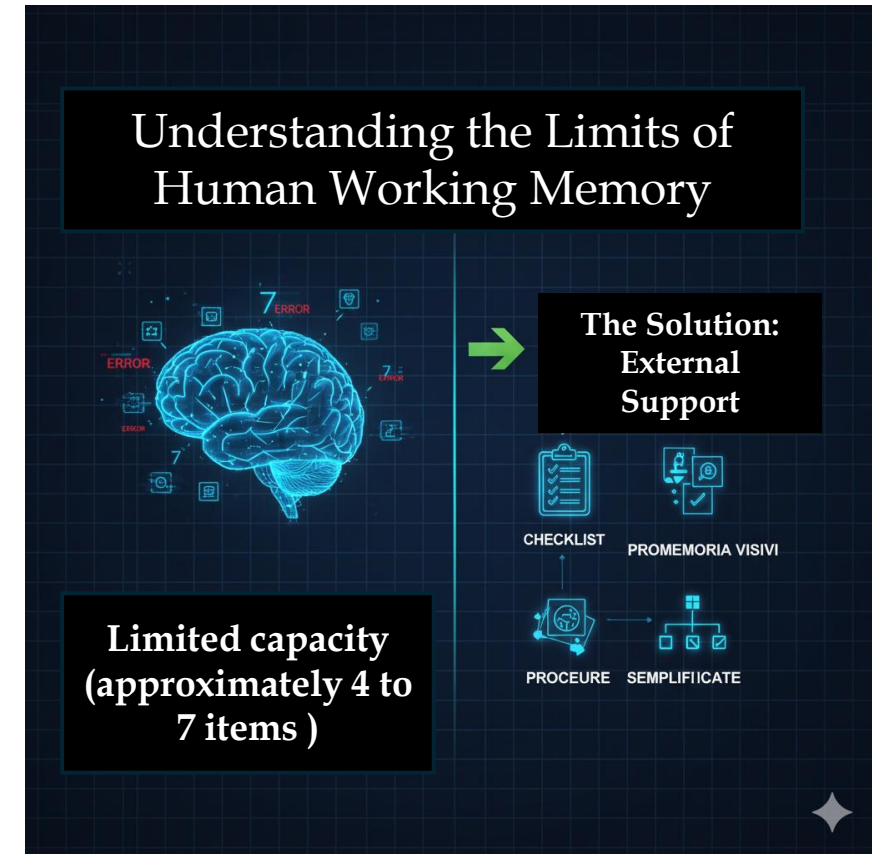 Understanding the Limits of
Human Working Memory
7 ERROR
ERROR
7
ERROR
7
The Solution:
External
Support
CHECKLIST
PROMEMORIA VISIVI
PROCEURE
SEMPLIFIICATE
Limited capacity
(approximately 4 to
7 items )